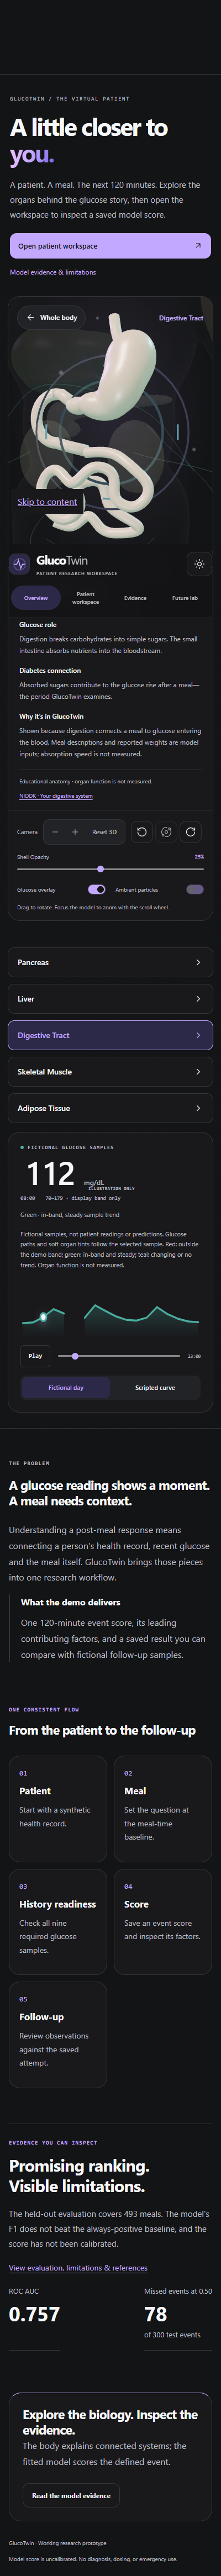 GLUCOTWIN / THE VIRTUAL PATIENT
A little closer to
you.
A patient. A meal. The next 120 minutes. Explore the
organs behind the glucose story, then open the
workspace to inspect a saved model score.
Open patient workspace
Model evidence & limitations
Whole body
Digestive Tract
Skip to content
GlucoTwin
PATIENT RESEARCH WORKSPACE
Overview
Patient
workspace
Evidence
Future lab
Glucose role
Digestion breaks carbohydrates into simple sugars. The small
intestine absorbs nutrients into the bloodstream.
Diabetes connection
Absorbed sugars contribute to the glucose rise after a meal—
the period GlucoTwin examines.
Why it's in GlucoTwin
Shown because digestion connects a meal to glucose entering
the blood. Meal descriptions and reported weights are model
inputs; absorption speed is not measured.
Educational anatomy · organ function is not measured.
NIDDK · Your digestive system
Camera
Reset 3D
Shell Opacity
25%
Glucose overlay
Ambient particles
Drag to rotate. Focus the model to zoom with the scroll wheel.
Pancreas
Liver
Digestive Tract
Skeletal Muscle
Adipose Tissue
FICTIONAL GLUCOSE SAMPLES
112 mg/dL
ILLUSTRATION ONLY
08:00 70–179 · display band only
Green · in-band, steady sample trend
Fictional samples, not patient readings or predictions. Glucose
paths and soft organ tints follow the selected sample. Red: outside
the demo band; green: in-band and steady; teal: changing or no
trend. Organ function is not measured.
Play
23:00
Fictional day
Scripted curve
THE PROBLEM
A glucose reading shows a moment.
A meal needs context.
Understanding a post-meal response means
connecting a person's health record, recent glucose
and the meal itself. GlucoTwin brings those pieces
into one research workflow.
What the demo delivers
One 120-minute event score, its leading
contributing factors, and a saved result you can
compare with fictional follow-up samples.
ONE CONSISTENT FLOW
From the patient to the follow-up
01
Patient
Start with a synthetic
health record.
02
Meal
Set the question at
the meal-time
baseline.
03
History readiness
Check all nine
required glucose
samples.
04
Score
Save an event score
and inspect its factors.
05
Follow-up
Review observations
against the saved
attempt.
EVIDENCE YOU CAN INSPECT
Promising ranking.
Visible limitations.
The held-out evaluation covers 493 meals. The model's
F1 does not beat the always-positive baseline, and the
score has not been calibrated.
View evaluation, limitations & references
ROC AUC
0.757
Missed events at 0.50
78
of 300 test events
Explore the biology. Inspect the
evidence.
The body explains connected systems; the
fitted model scores the defined event.
Read the model evidence
GlucoTwin · Working research prototype
Model score is uncalibrated. No diagnosis, dosing, or emergency use.